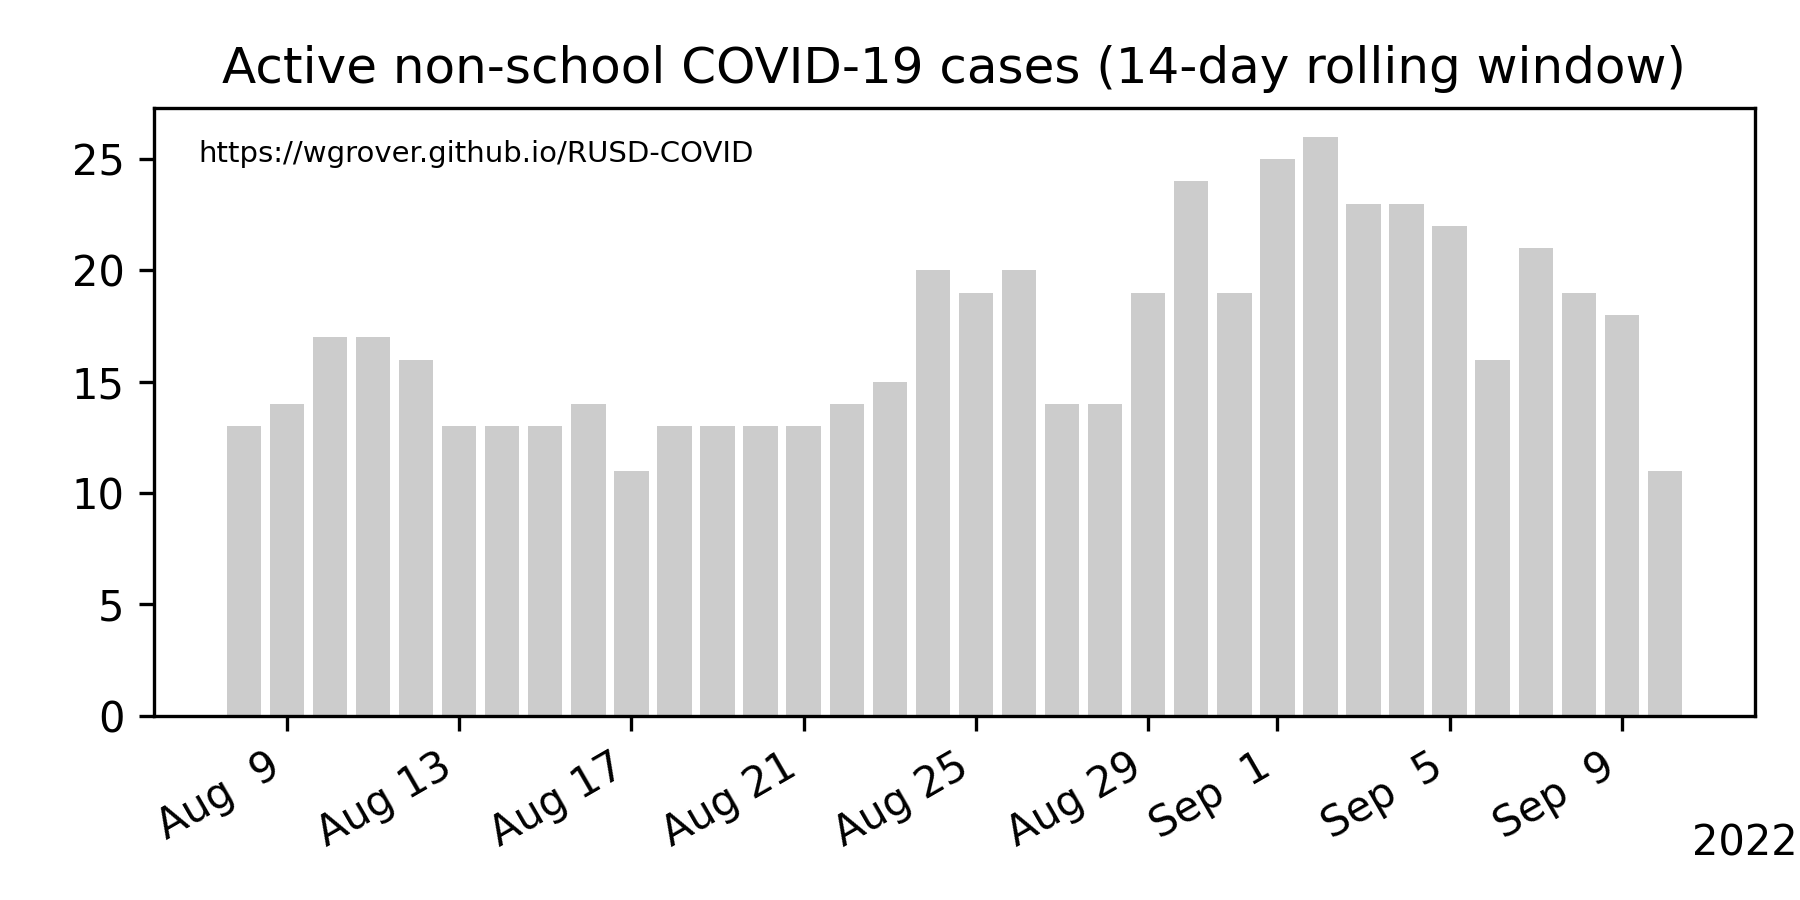 Active non-school COVID-19 cases (14-day rolling window)
https://wgrover.github.io/RUSD-COVID
25
20
15
10
5
0
Aug 9
Aug 13
Aug 17
Aug 21
Aug 25
Aug 29
Sep 1
Sep 5
Sep 9
2022